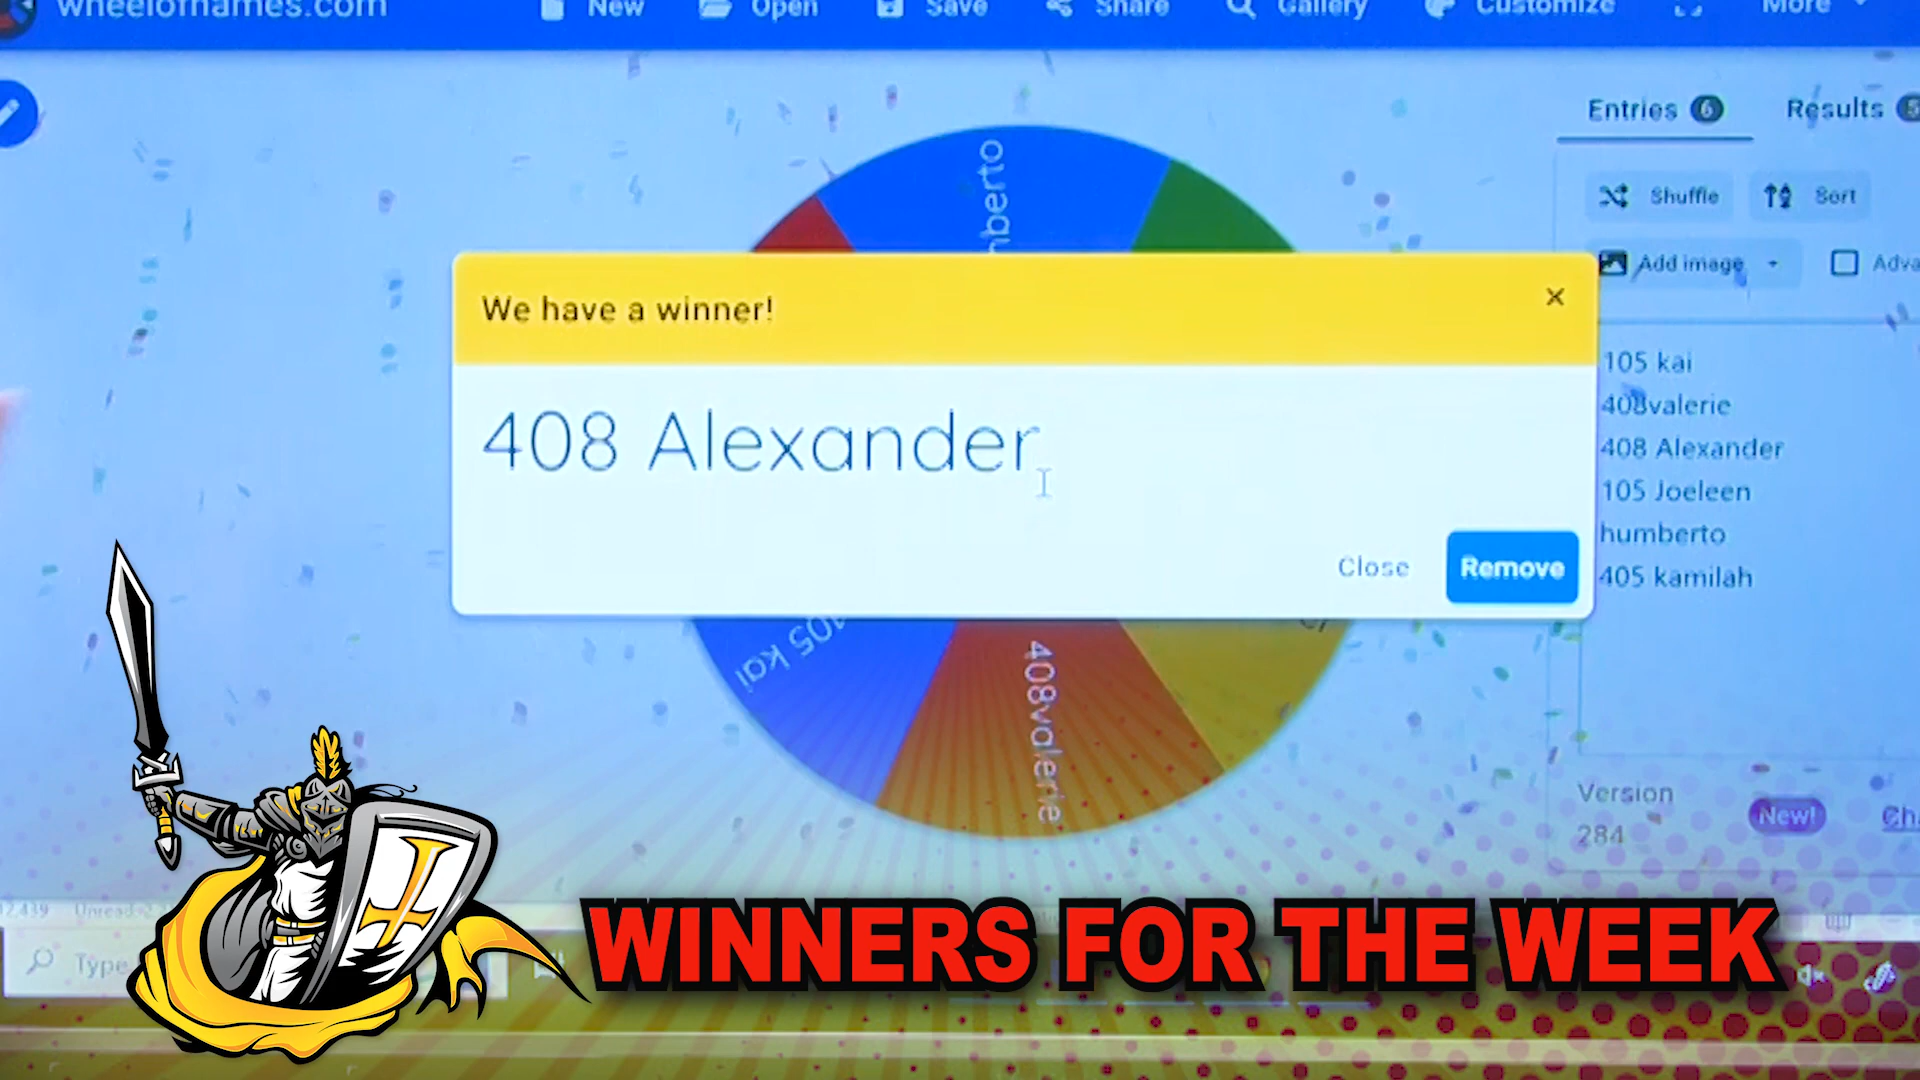 wheelofnames.com
New
Open
Save
Share
Gallery
Customize
More
Entries 6
Results 5
Shuffle
Sort
Add image
We have a winner!
408 Alexander
Close
Remove
105 kai
408valerie
408 Alexander
105 Joeleen
humberto
405 kamilah
105 kai
408valerie
Version
284
New!
Type
WINNERS FOR THE WEEK